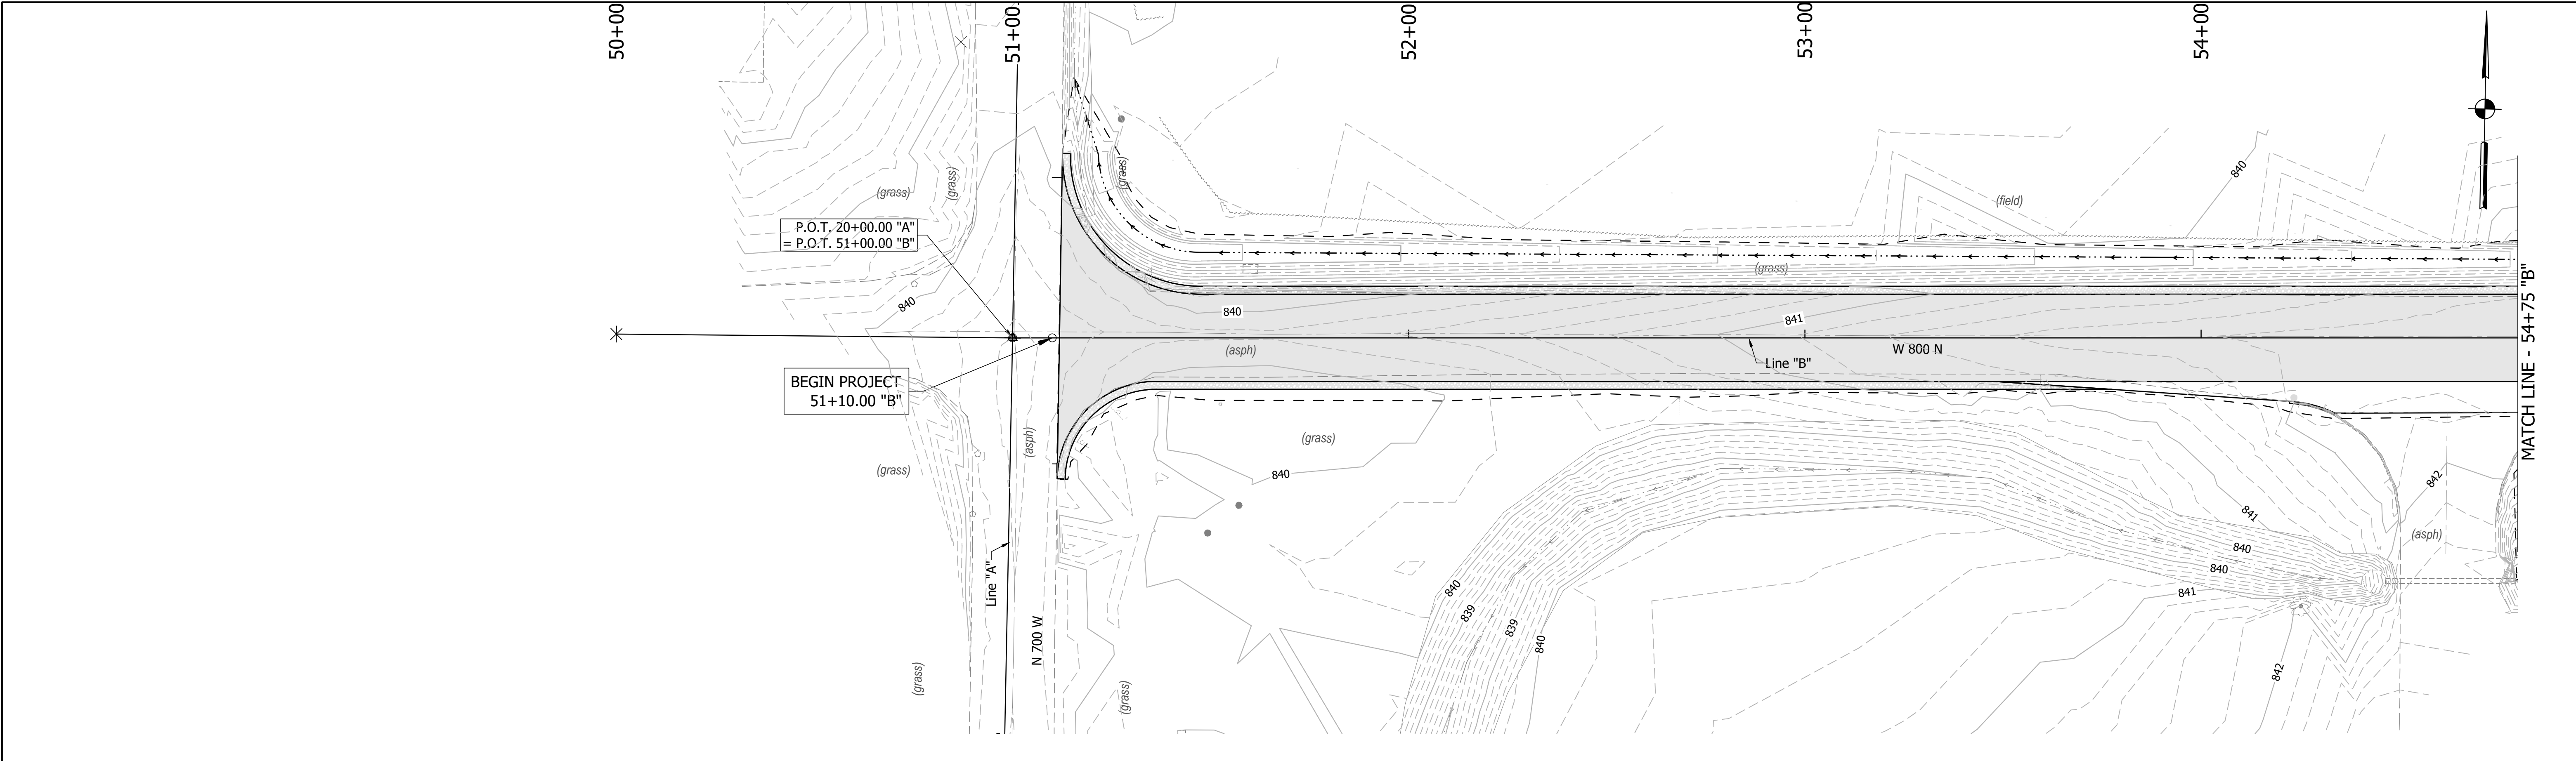 50+00
51+00
52+00
53+00
54+00
840
(grass)
(grass)
(grass)
(field)
P.O.T. 20+00.00 "A"
= P.O.T. 51+00.00 "B"
(grass)
840
840
841
MATCH LINE - 54+75 "B"
(asph)
W 800 N
Line "B"
BEGIN PROJECT
51+10.00 "B"
(asph)
(grass)
(grass)
840
842
841
(asph)
840
840
841
Line "A"
840
839
839
840
N 700 W
842
(grass)
(grass)